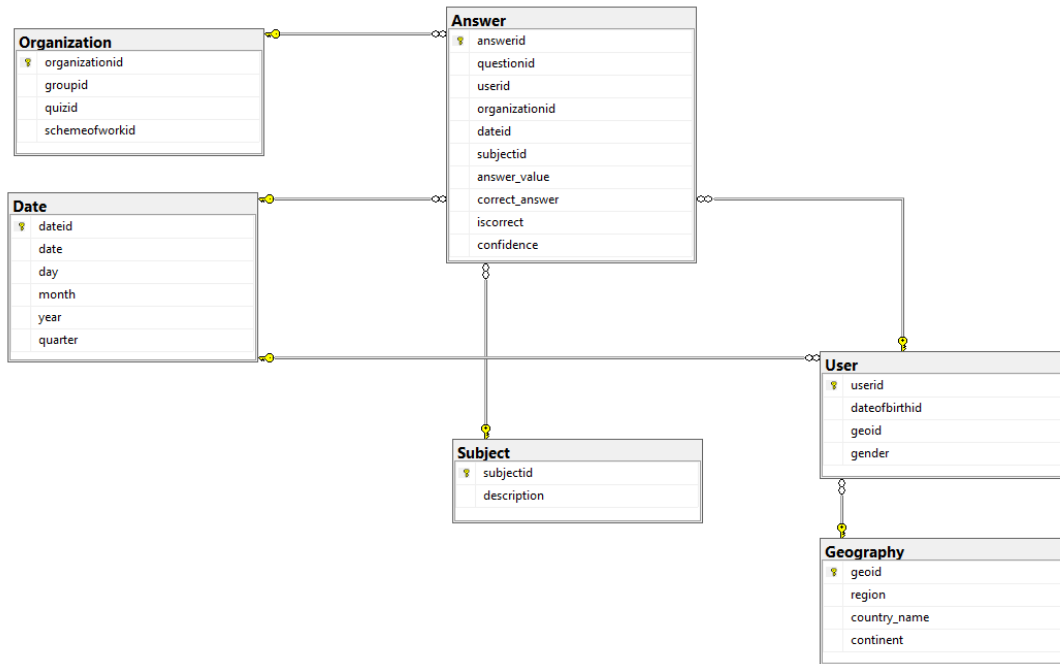 Organization
organizationid
groupid
quizid
schemeofworkid
Answer
answerid
questionid
userid
organizationid
dateid
subjectid
answer_value
correct_answer
iscorrect
confidence
Date
dateid
date
day
month
year
quarter
Subject
subjectid
description
User
userid
dateofbirthid
geoid
gender
Geography
geoid
region
country_name
continent